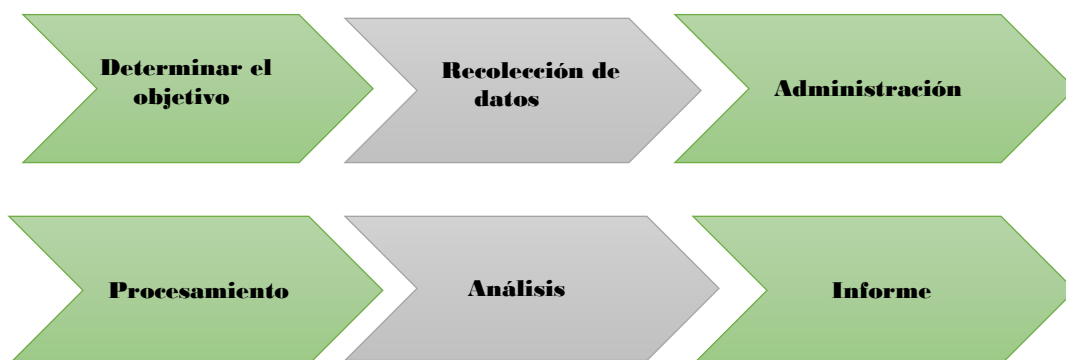 Determinar el
objetivo
Recolección de
datos
Administración
Procesamiento
Análisis
Informe